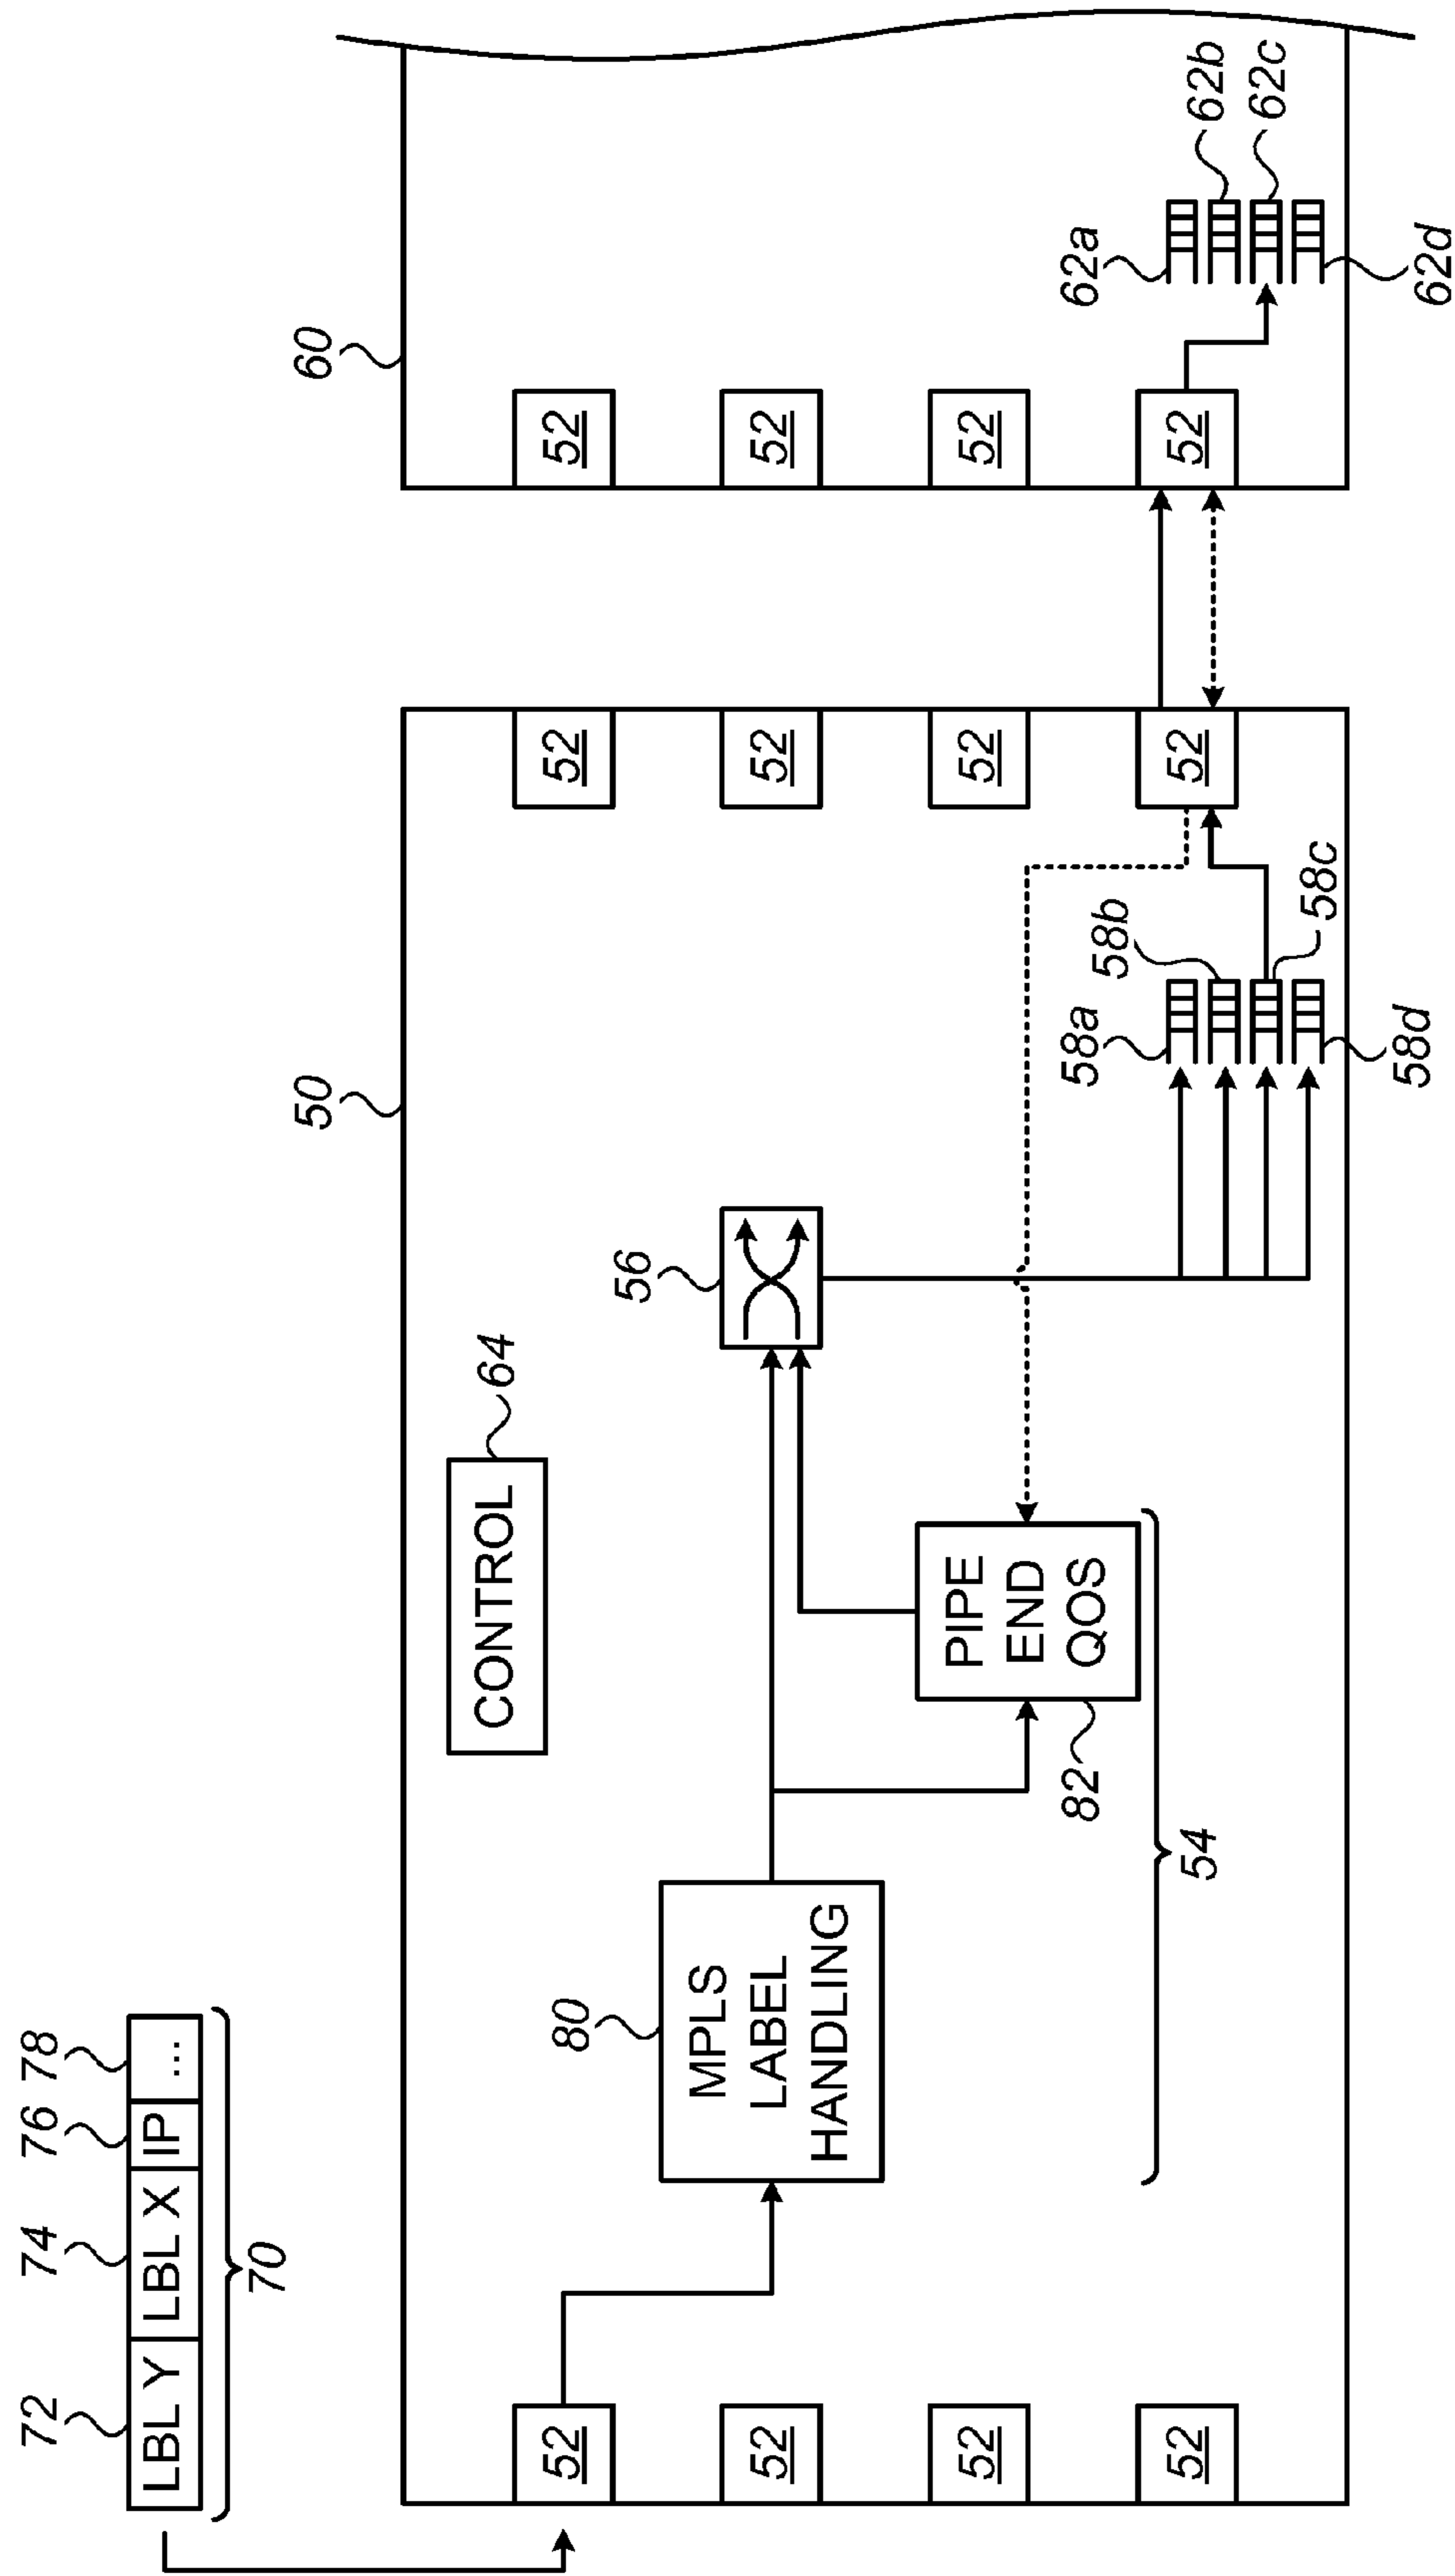 72 74 76 78
LBL Y LBL X IP ...
70
50 60
52 52
52 52
52
CONTROL 64
80 56
MPLS
LABEL
HANDLING
52 52 52
52 52 52
PIPE
END
QOS
82
54
58a 58b 62a 62b
58c 62c
58d 62d
52 52 52